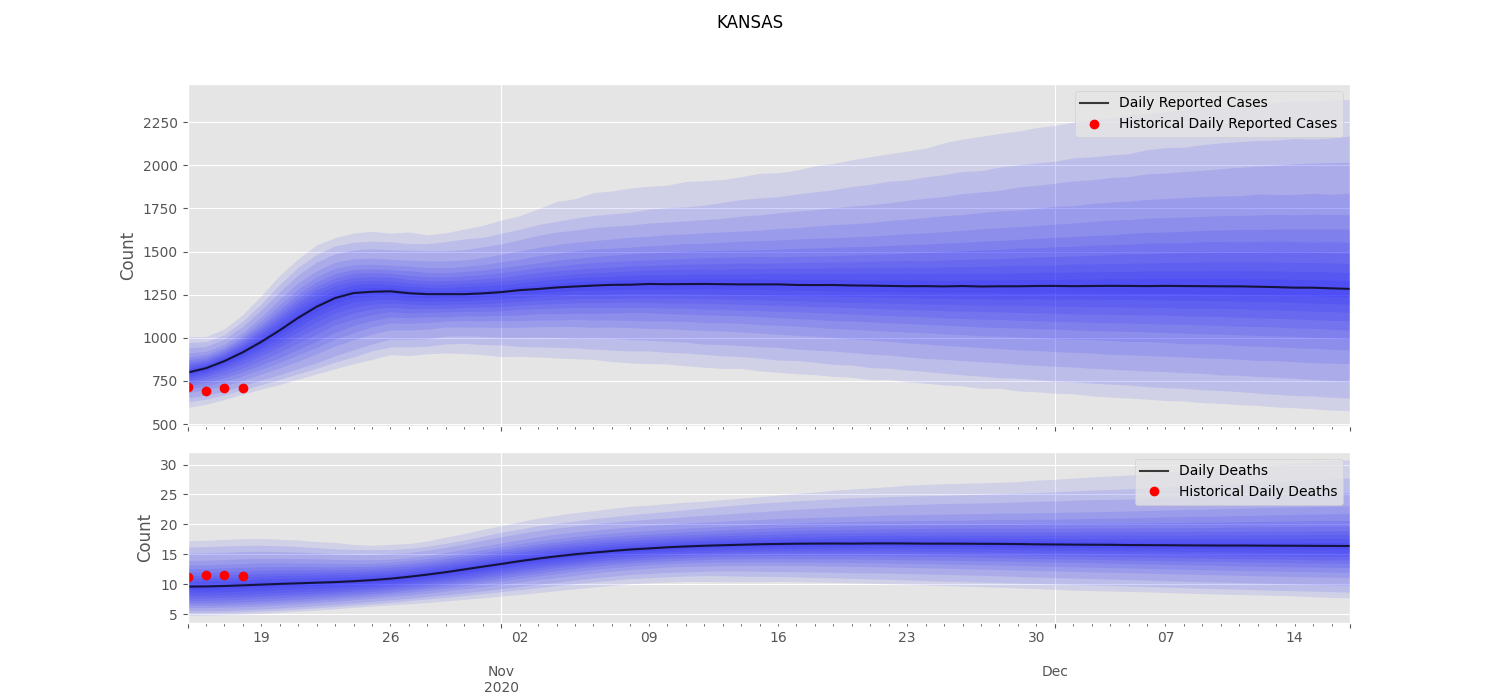 KANSAS
Count
2250
2000
1750
1500
1250
1000
750
500
Daily Reported Cases
Historical Daily Reported Cases
Count
30
25
20
15
10
5
Daily Deaths
Historical Daily Deaths
19 26 02 09 16 23 30 07 14
Nov Dec
2020